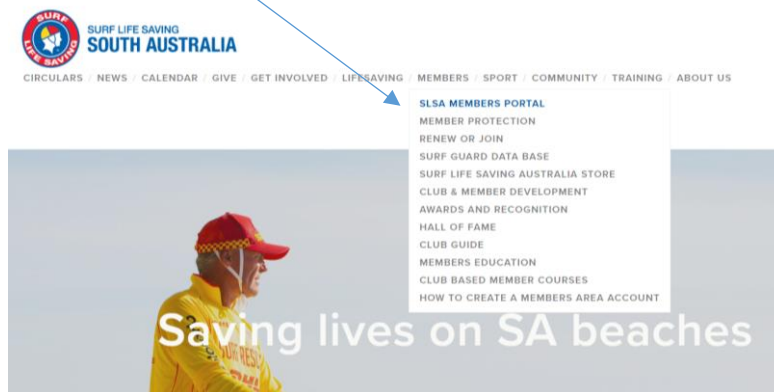 SURF LIFE SAVING
SURF LIFE SAVING
SOUTH AUSTRALIA
CIRCULARS / NEWS / CALENDAR / GIVE / GET INVOLVED / LIFESAVING / MEMBERS / SPORT / COMMUNITY / TRAINING / ABOUT US
SLSA MEMBERS PORTAL
MEMBER PROTECTION
RENEW OR JOIN
SURF GUARD DATA BASE
SURF LIFE SAVING AUSTRALIA STORE
CLUB & MEMBER DEVELOPMENT
AWARDS AND RECOGNITION
HALL OF FAME
CLUB GUIDE
MEMBERS EDUCATION
CLUB BASED MEMBER COURSES
HOW TO CREATE A MEMBERS AREA ACCOUNT
Saving lives on SA beaches